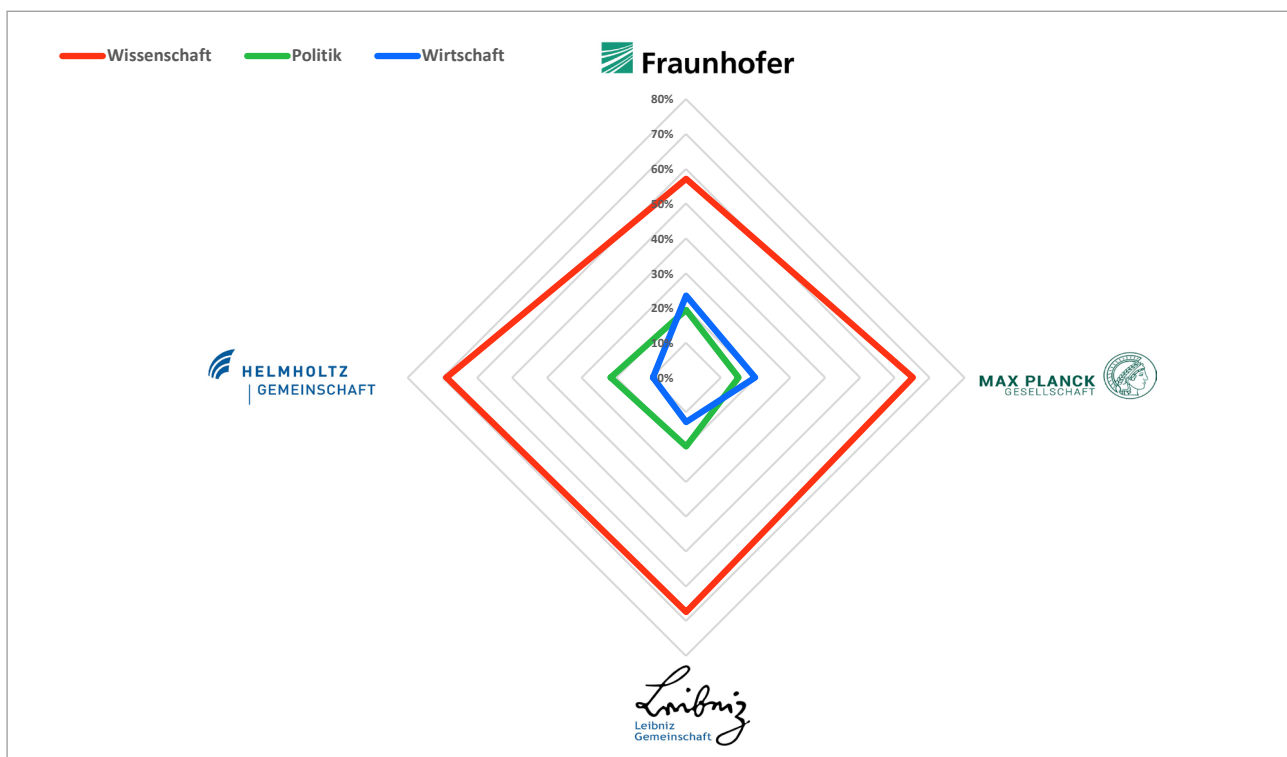 Wissenschaft
Politik
Wirtschaft
Fraunhofer
80%
70%
60%
50%
40%
30%
20%
10%
0%
HELMHOLTZ
GEMEINSCHAFT
MAX PLANCK
GESELLSCHAFT
Leibniz
Leibniz
Gemeinschaft